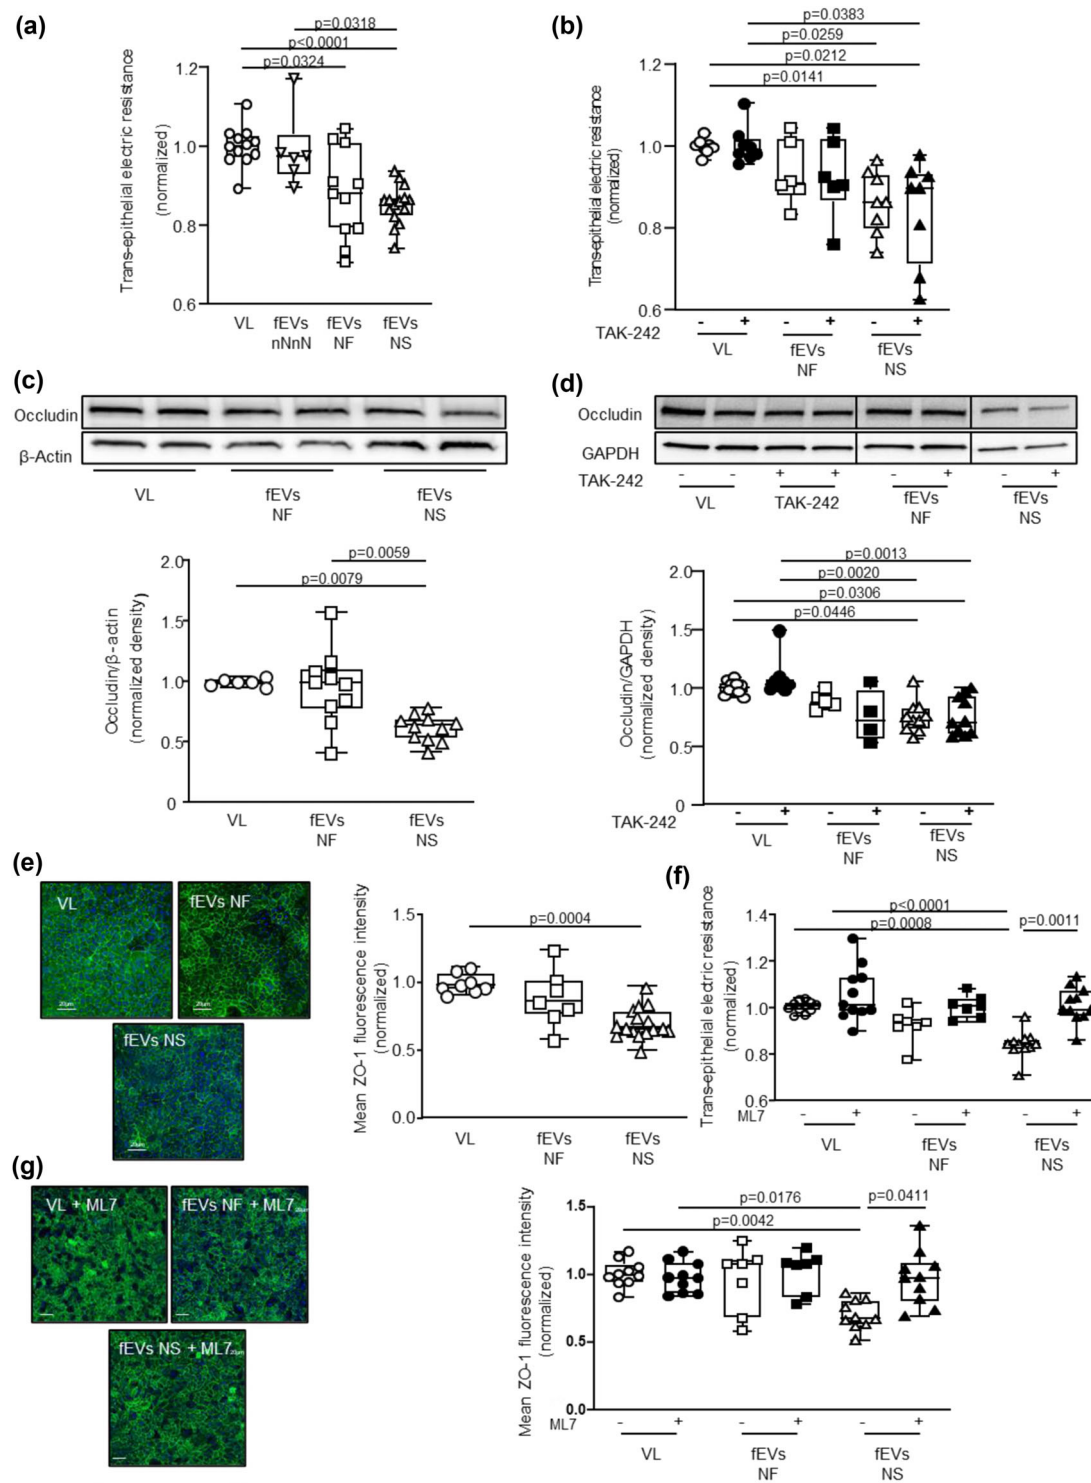 (a)
p=0.0318
p<0.0001
p=0.0324
Trans-epithelial electric resistance
(normalized)
1.2
1.0
0.8
0.6
VL
fEVs
nNnN
fEVs
NF
fEVs
NS
(b)
p=0.0383
p=0.0259
p=0.0212
p=0.0141
Trans-epithelial electric resistance
(normalized)
1.2
1.0
0.8
0.6
TAK-242
- + - + - +
VL
fEVs
NF
fEVs
NS
(c)
Occludin
β-Actin
VL
fEVs
NF
fEVs
NS
p=0.0059
p=0.0079
Occludin/β-actin
(normalized density)
2.0
1.5
1.0
0.5
0
VL
fEVs
NF
fEVs
NS
(d)
Occludin
GAPDH
TAK-242
- - + + - + - +
VL
TAK-242
fEVs
NF
fEVs
NS
p=0.0013
p=0.0020
p=0.0306
p=0.0446
Occludin/GAPDH
(normalized density)
2.0
1.5
1.0
0.5
0
TAK-242
- + - + - +
VL
fEVs
NF
fEVs
NS
(e)
VL
20µm
fEVs NF
20µm
fEVs NS
20µm
Mean ZO-1 fluorescence intensity
(normalized)
1.5
1.0
0.5
0.0
p=0.0004
VL
fEVs
NF
fEVs
NS
(f)
p<0.0001
p=0.0008
p=0.0011
Trans-epithelial electric resistance
(normalized)
1.4
1.2
1.0
0.8
0.6
ML7
- + - + - +
VL
fEVs
NF
fEVs
NS
(g)
VL + ML7
fEVs NF + ML7
20µm
fEVs NS + ML7
20µm
Mean ZO-1 fluorescence intensity
(normalized)
1.5
1.0
0.5
0.0
p=0.0176
p=0.0411
p=0.0042
ML7
- + - + - +
VL
fEVs
NF
fEVs
NS